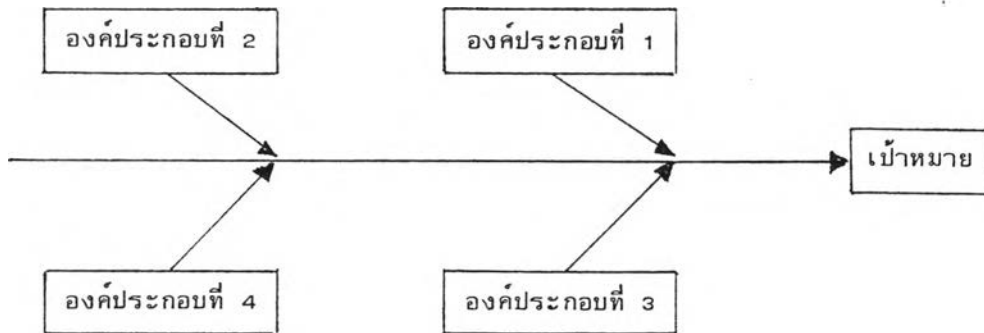 องค์ประกอบที่ 2
องค์ประกอบที่ 1
เป้าหมาย
องค์ประกอบที่ 4
องค์ประกอบที่ 3